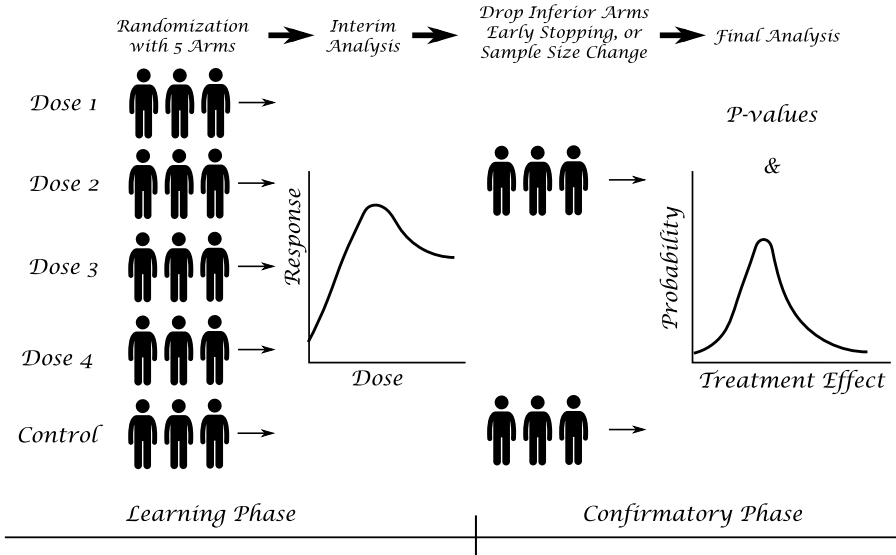 Randomization
with 5 Arms
Interim
Analysis
Drop Inferior Arms
Early Stopping, or
Sample Size Change
Final Analysis
Dose 1
Dose 2
Dose 3
Dose 4
Control
Response
Dose
P-values
&
Probability
Treatment Effect
Learning Phase
Confirmatory Phase